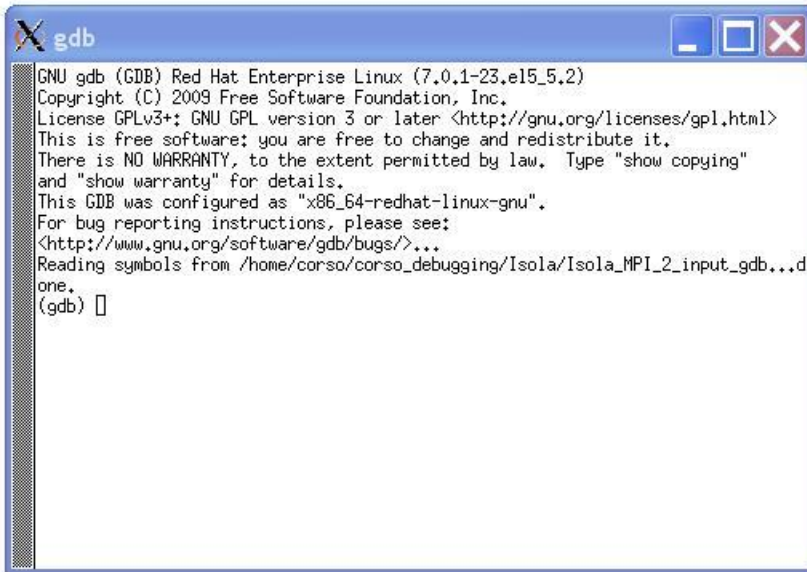 gdb
GNU gdb (GDB) Red Hat Enterprise Linux (7.0.1-23.el5_5.2)
Copyright (C) 2009 Free Software Foundation, Inc.
License GPLv3+: GNU GPL version 3 or later <http://gnu.org/licenses/gpl.html>
This is free software: you are free to change and redistribute it.
There is NO WARRANTY, to the extent permitted by law.  Type "show copying"
and "show warranty" for details.
This GDB was configured as "x86_64-redhat-linux-gnu".
For bug reporting instructions, please see:
<http://www.gnu.org/software/gdb/bugs/>...
Reading symbols from /home/corso/corso_debugging/Isola/Isola_MPI_2_input_gdb...d
one.
(gdb)